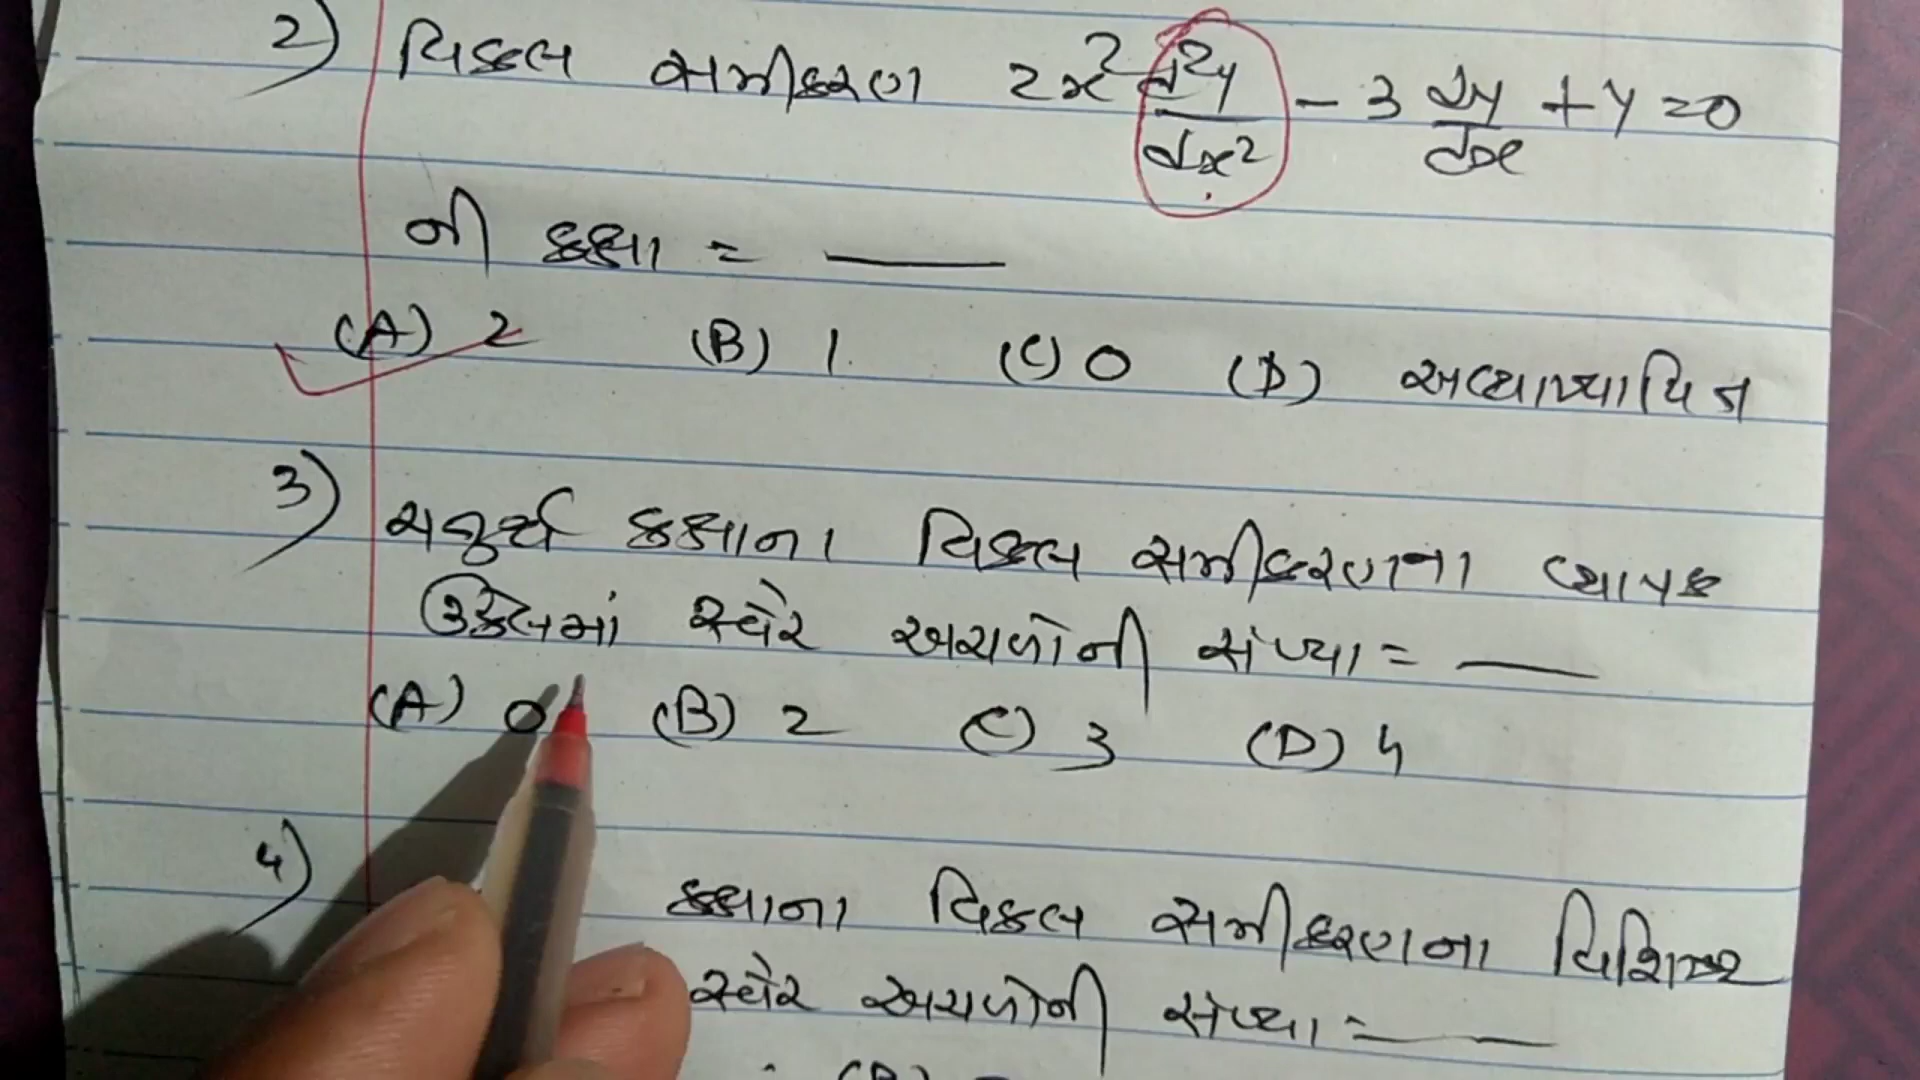 2) વિકલ સમીકરણ 2x² d²y/dx² - 3 dy/dx + y = 0
ની કક્ષા = ___
(A) 2 (B) 1 (C) 0 (D) અવ્યાખ્યાયિત
3) ચતુર્થ કક્ષાના વિકલ સમીકરણના વ્યાપક
ઉકેલમાં સ્વૈર અચળોની સંખ્યા = ___
(A) 0 (B) 2 (C) 3 (D) 4
4) કક્ષાના વિકલ સમીકરણના વિશિષ્ટ
સ્વૈર અચળોની સંખ્યા = ___
(B)